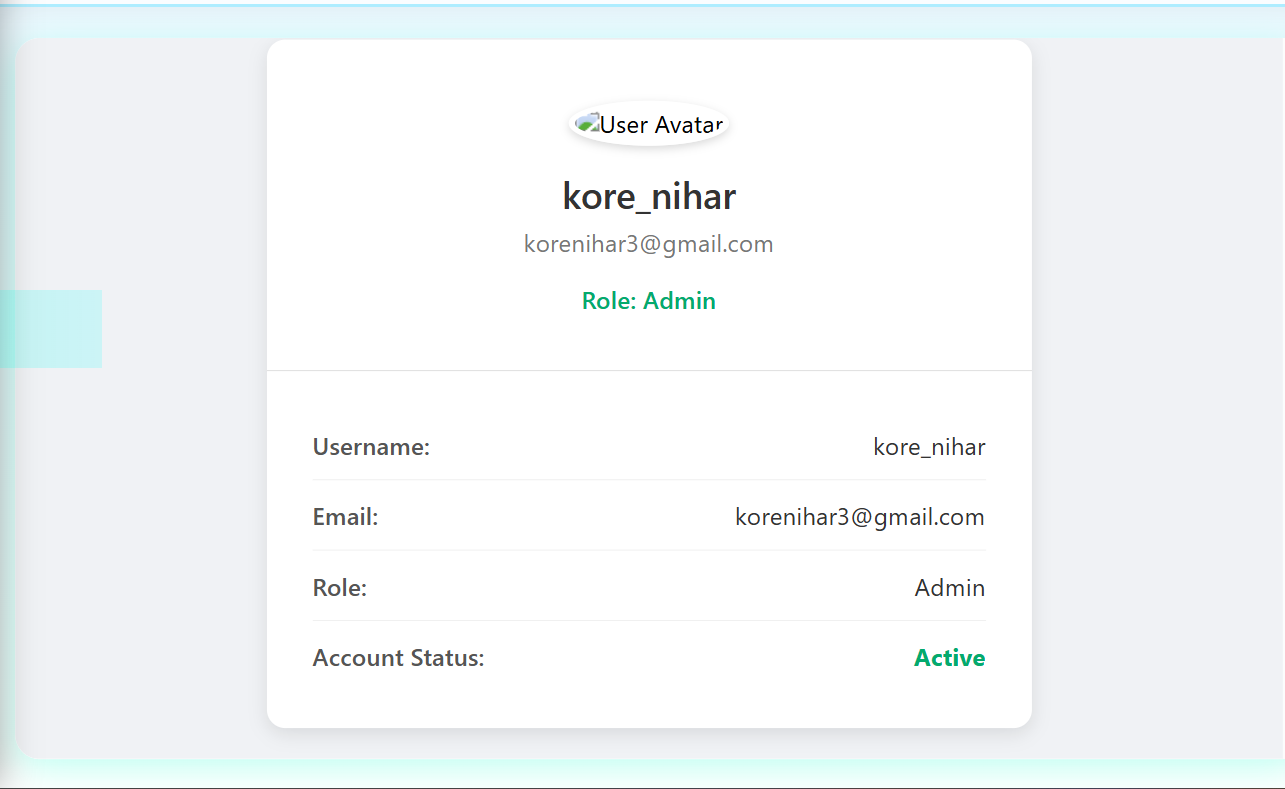 User Avatar
kore_nihar
korenihar3@gmail.com
Role: Admin
Username: kore_nihar
Email: korenihar3@gmail.com
Role: Admin
Account Status: Active